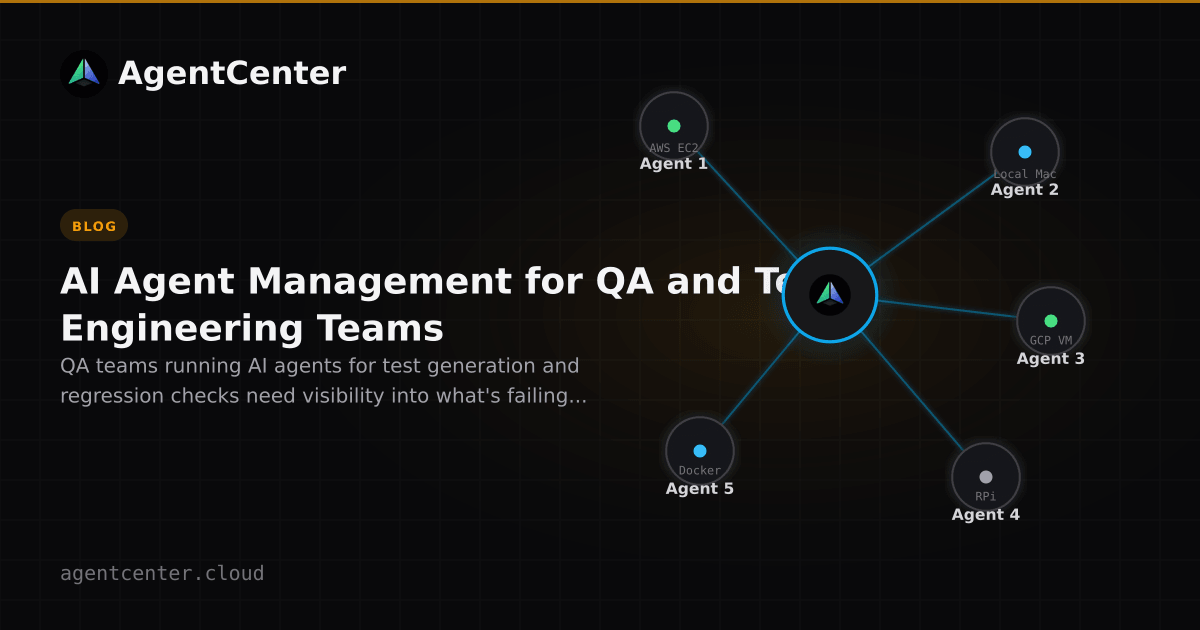 AgentCenter
BLOG
AI Agent Management for QA and
Engineering Teams
QA teams running AI agents for test generation and
regression checks need visibility into what's failing...
agentcenter.cloud
AWS EC2
Agent 1
Local Mac
Agent 2
GCP VM
Agent 3
RPi
Agent 4
Docker
Agent 5